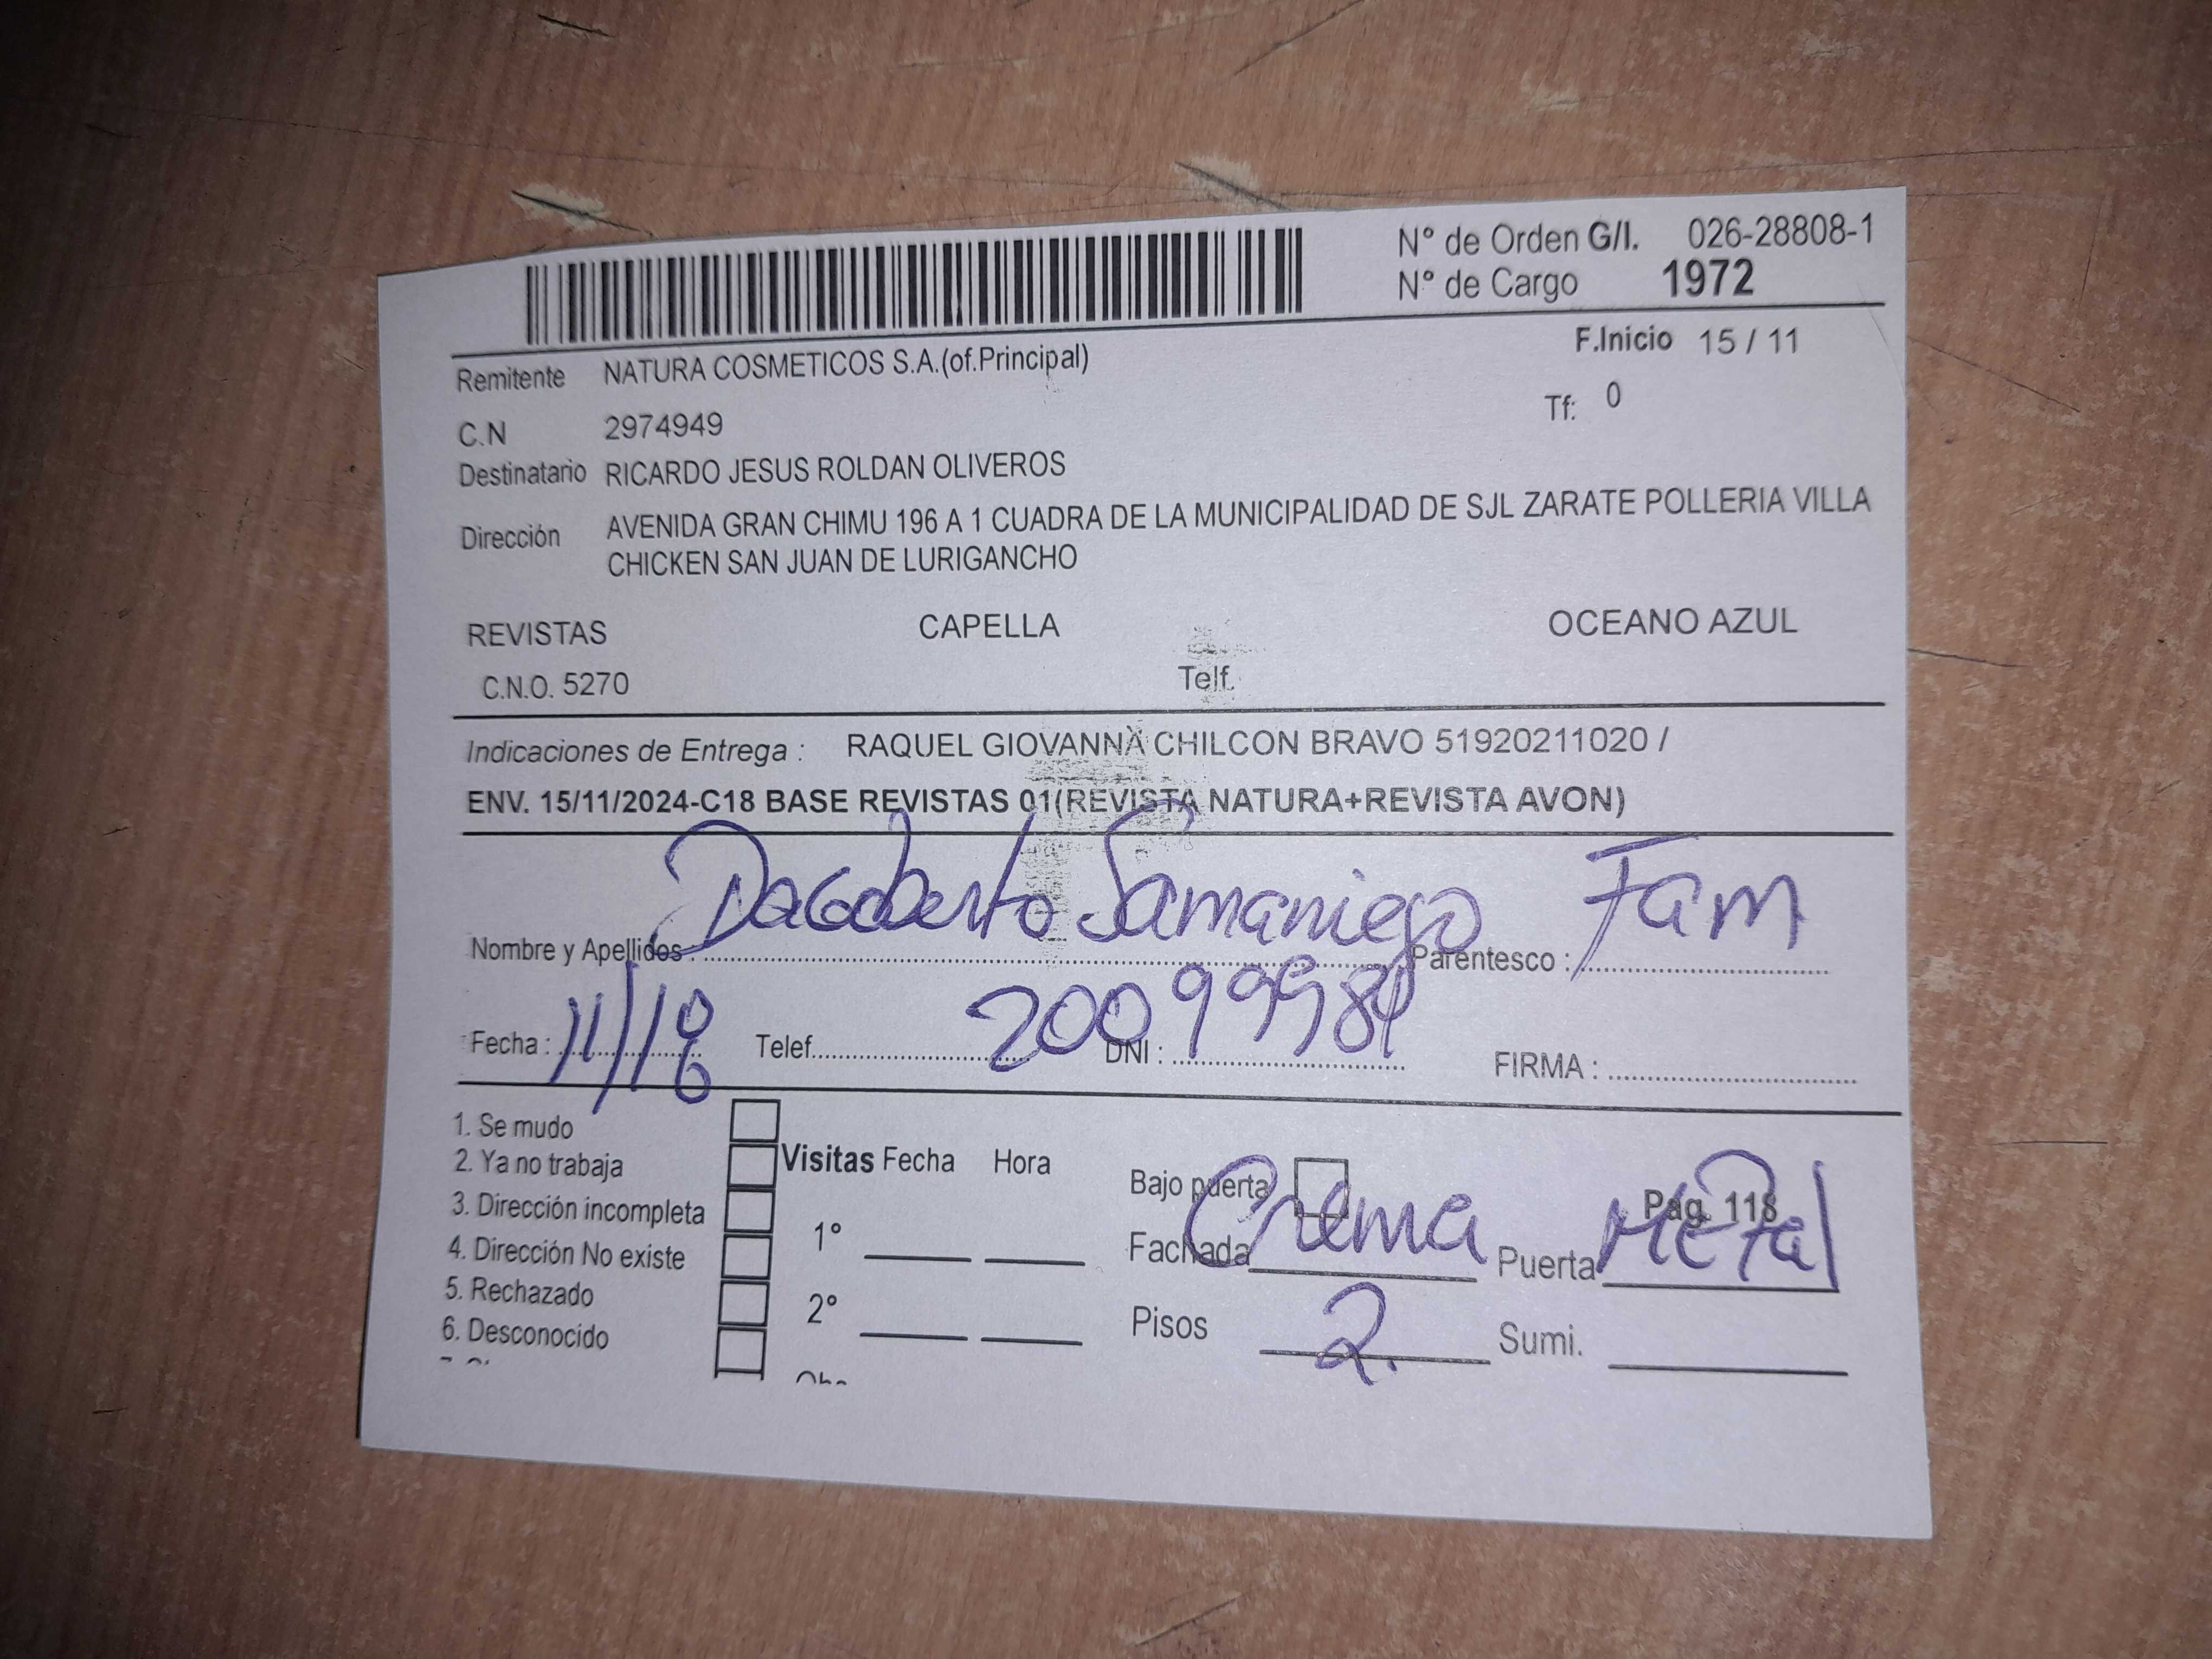 N° de Orden G/I. 026-28808-1
N° de Cargo 1972
F.Inicio 15 / 11
Remitente NATURA COSMETICOS S.A.(of.Principal)
Tf: 0
C.N 2974949
Destinatario RICARDO JESUS ROLDAN OLIVEROS
Dirección AVENIDA GRAN CHIMU 196 A 1 CUADRA DE LA MUNICIPALIDAD DE SJL ZARATE POLLERIA VILLA
CHICKEN SAN JUAN DE LURIGANCHO
REVISTAS CAPELLA OCEANO AZUL
C.N.O. 5270 Telf.
Indicaciones de Entrega : RAQUEL GIOVANNA CHILCON BRAVO 51920211020 /
ENV. 15/11/2024-C18 BASE REVISTAS 01(REVISTA NATURA+REVISTA AVON)
Nombre y Apellidos : Dagoberto Samaniego Parentesco : Fam
Fecha : Telef. DNI : FIRMA :
1. Se mudo
2. Ya no trabaja
3. Dirección incompleta
4. Dirección No existe
5. Rechazado
6. Desconocido
Visitas Fecha Hora
1°
2°
Bajo puerta Pag. 118
Fachada Crema Puerta Metal
Pisos 2. Sumi.